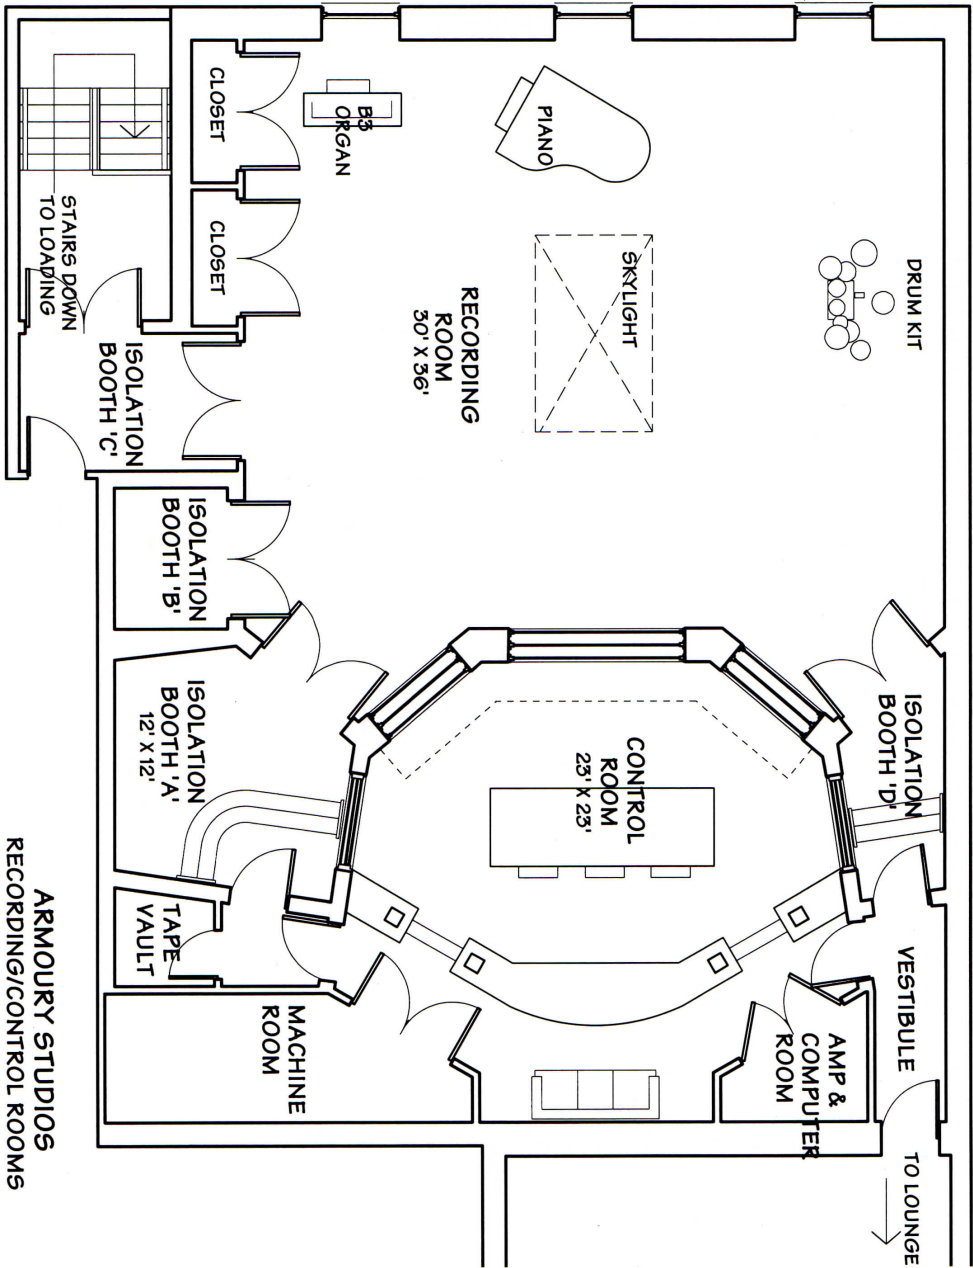 CLOSET
B3
ORGAN
PIANO
CLOSET
STAIRS DOWN
TO LOADING
SKYLIGHT
DRUM KIT
RECORDING
ROOM
30' X 36'
ISOLATION
BOOTH 'C'
ISOLATION
BOOTH 'B'
ISOLATION
BOOTH 'A'
12' X 12'
CONTROL
ROOM
23' X 23'
ISOLATION
BOOTH 'D'
TAPE
VAULT
MACHINE
ROOM
AMP &
COMPUTER
ROOM
VESTIBULE
TO LOUNGE
ARMOURY STUDIOS
RECORDING/CONTROL ROOMS